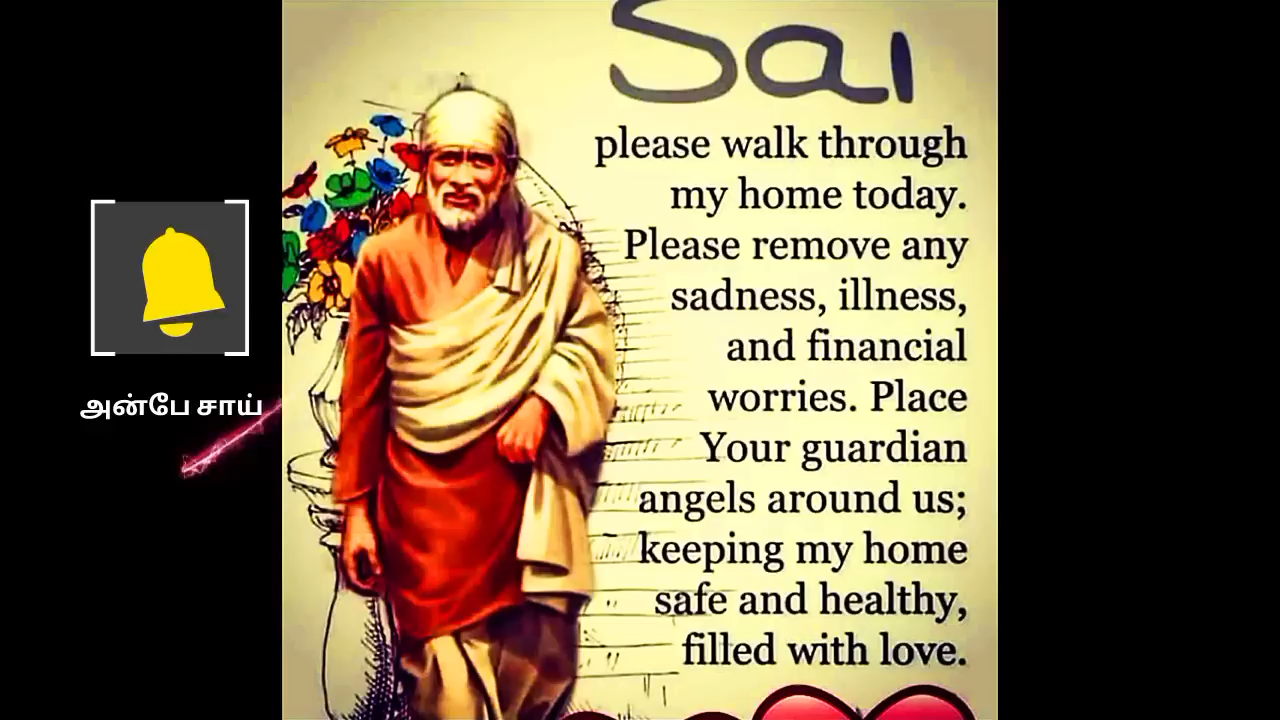 Sai
please walk through
my home today.
Please remove any
sadness, illness,
and financial
worries. Place
Your guardian
angels around us;
keeping my home
safe and healthy,
filled with love.
அன்பே சாய்